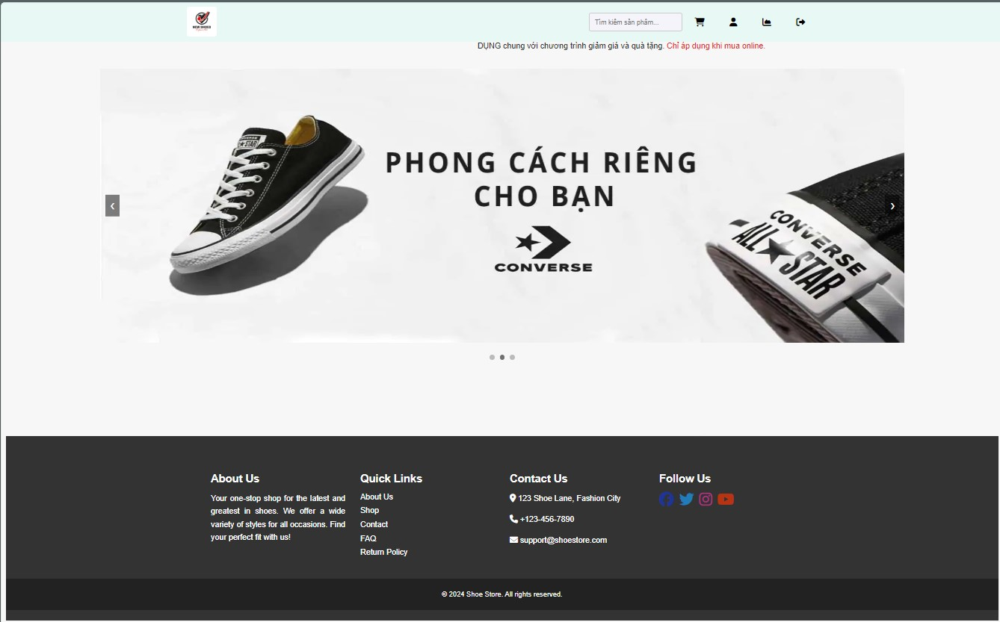 NEW SHOES
Tìm kiếm sản phẩm...
DỤNG chung với chương trình giảm giá và quà tặng. Chỉ áp dụng khi mua online.
CONVERSE
STAR
PHONG CÁCH RIÊNG
CHO BẠN
CONVERSE
CONVERSE
ALL STAR
About Us
Your one-stop shop for the latest and
greatest in shoes. We offer a wide
variety of styles for all occasions. Find
your perfect fit with us!
Quick Links
About Us
Shop
Contact
FAQ
Return Policy
Contact Us
123 Shoe Lane, Fashion City
+123-456-7890
support@shoestore.com
Follow Us
© 2024 Shoe Store. All rights reserved.